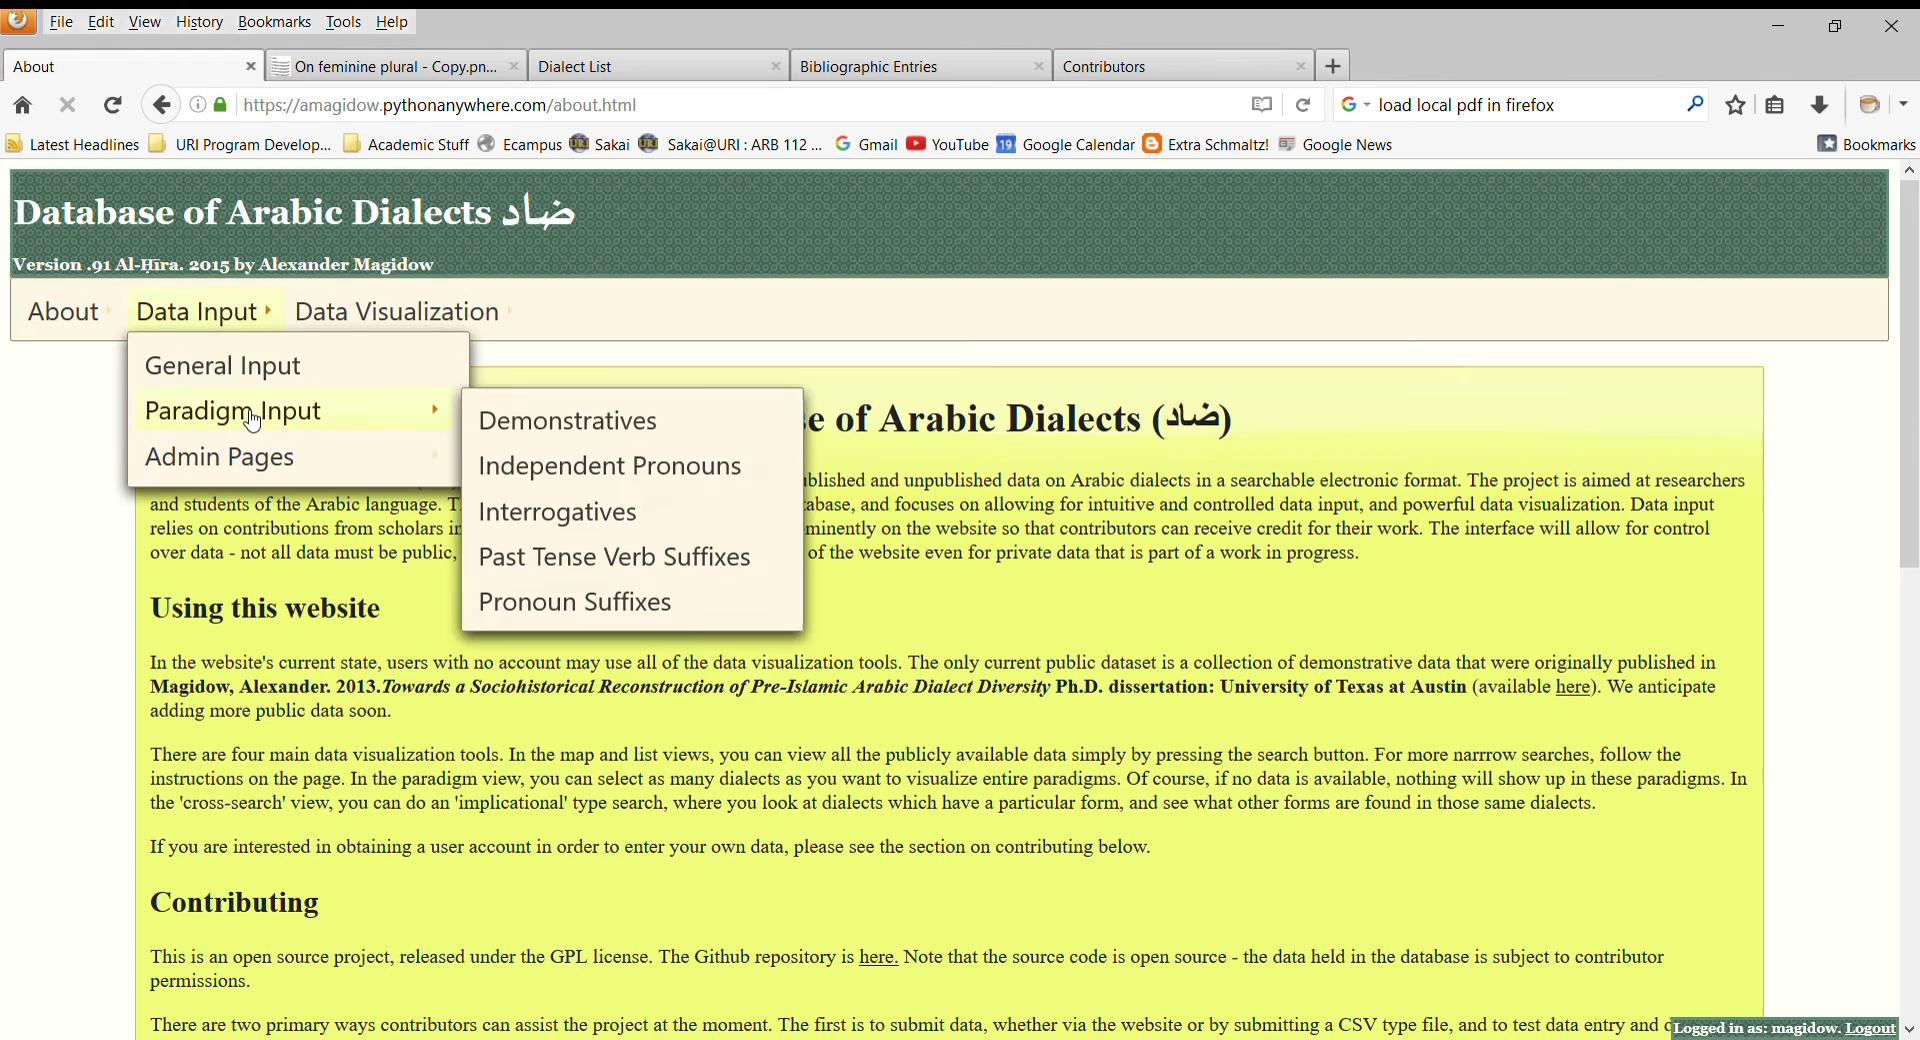 File Edit View History Bookmarks Tools Help
About
On feminine plural - Copy.pn...
Dialect List
Bibliographic Entries
Contributors
https://amagidow.pythonanywhere.com/about.html
load local pdf in firefox
Latest Headlines
URI Program Develop...
Academic Stuff
Ecampus
Sakai
Sakai@URI : ARB 112 ...
Gmail
YouTube
19 Google Calendar
Extra Schmaltz!
Google News
Bookmarks
Database of Arabic Dialects ضاد
Version .91 Al-Ḥīra. 2015 by Alexander Magidow
About Data Input Data Visualization
General Input
Paradigm Input
Admin Pages
Demonstratives
Independent Pronouns
Interrogatives
Past Tense Verb Suffixes
Pronoun Suffixes
e of Arabic Dialects (ضاد)
blished and unpublished data on Arabic dialects in a searchable electronic format. The project is aimed at researchers
and students of the Arabic language. T abase, and focuses on allowing for intuitive and controlled data input, and powerful data visualization. Data input
relies on contributions from scholars in minently on the website so that contributors can receive credit for their work. The interface will allow for control
over data - not all data must be public, of the website even for private data that is part of a work in progress.
Using this website
In the website's current state, users with no account may use all of the data visualization tools. The only current public dataset is a collection of demonstrative data that were originally published in
Magidow, Alexander. 2013.Towards a Sociohistorical Reconstruction of Pre-Islamic Arabic Dialect Diversity Ph.D. dissertation: University of Texas at Austin (available here). We anticipate
adding more public data soon.
There are four main data visualization tools. In the map and list views, you can view all the publicly available data simply by pressing the search button. For more narrrow searches, follow the
instructions on the page. In the paradigm view, you can select as many dialects as you want to visualize entire paradigms. Of course, if no data is available, nothing will show up in these paradigms. In
the 'cross-search' view, you can do an 'implicational' type search, where you look at dialects which have a particular form, and see what other forms are found in those same dialects.
If you are interested in obtaining a user account in order to enter your own data, please see the section on contributing below.
Contributing
This is an open source project, released under the GPL license. The Github repository is here. Note that the source code is open source - the data held in the database is subject to contributor
permissions.
There are two primary ways contributors can assist the project at the moment. The first is to submit data, whether via the website or by submitting a CSV type file, and to test data entry and
Logged in as: magidow. Logout